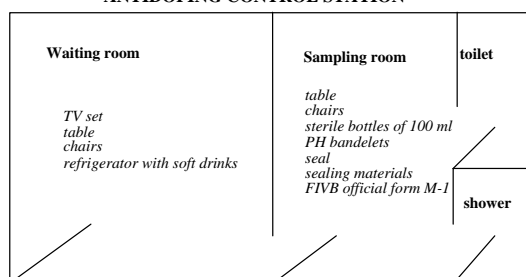 ANTIDOPING CONTROL STATION
Waiting room
TV set
table
chairs
refrigerator with soft drinks
Sampling room
table
chairs
sterile bottles of 100 ml
PH bandelets
seal
sealing materials
FIVB official form M-1
toilet
shower